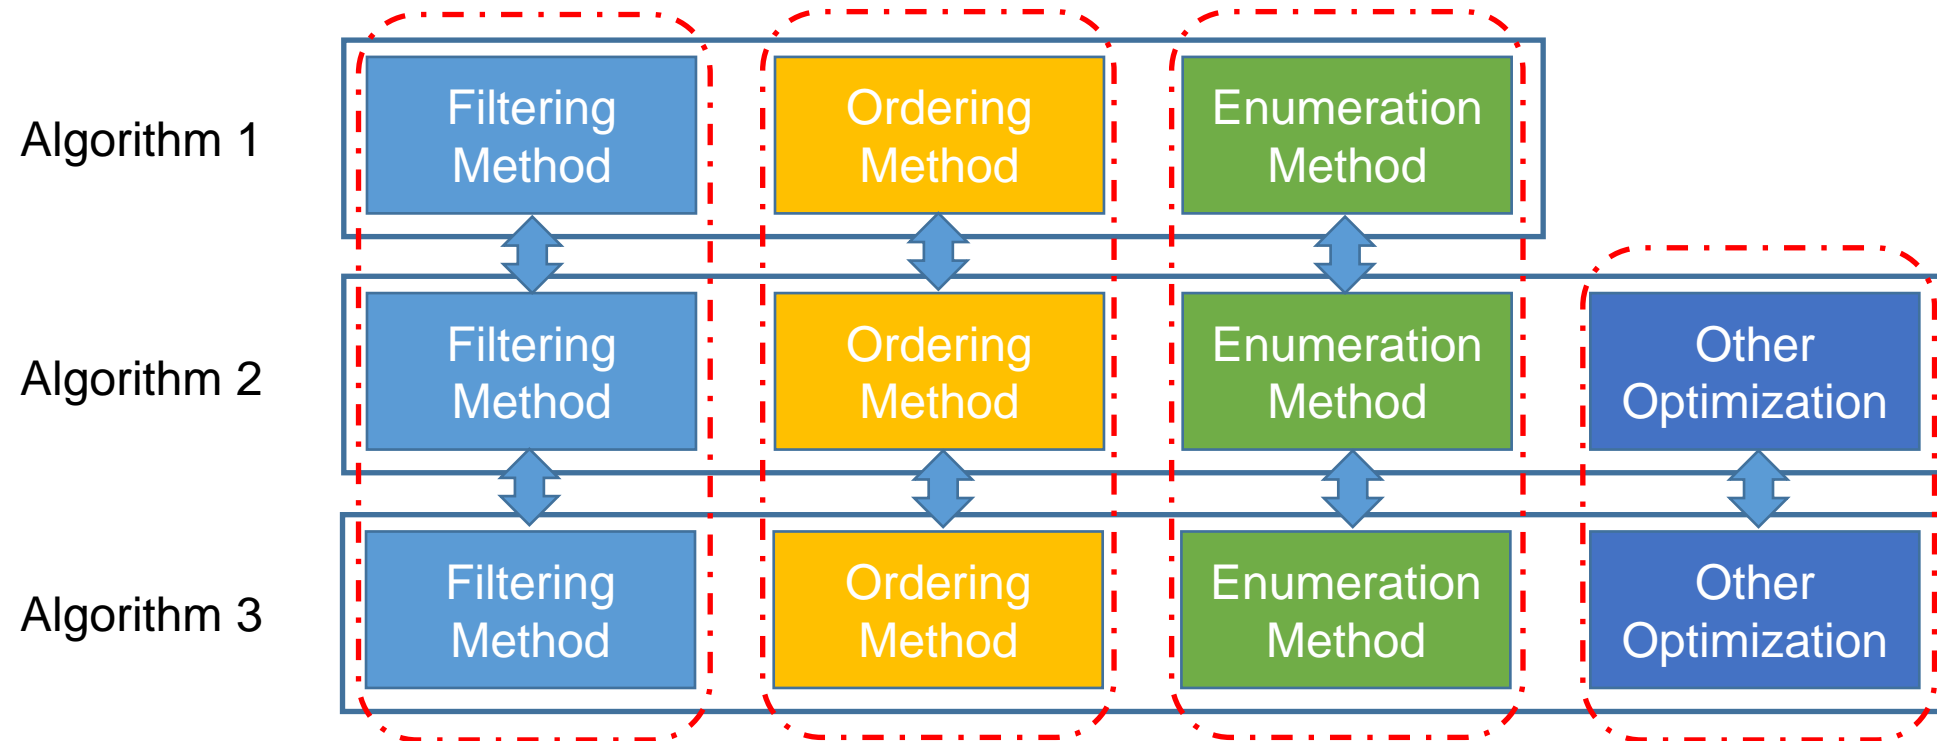 Algorithm 1
Filtering
Method
Ordering
Method
Enumeration
Method
Algorithm 2
Filtering
Method
Ordering
Method
Enumeration
Method
Other
Optimization
Algorithm 3
Filtering
Method
Ordering
Method
Enumeration
Method
Other
Optimization